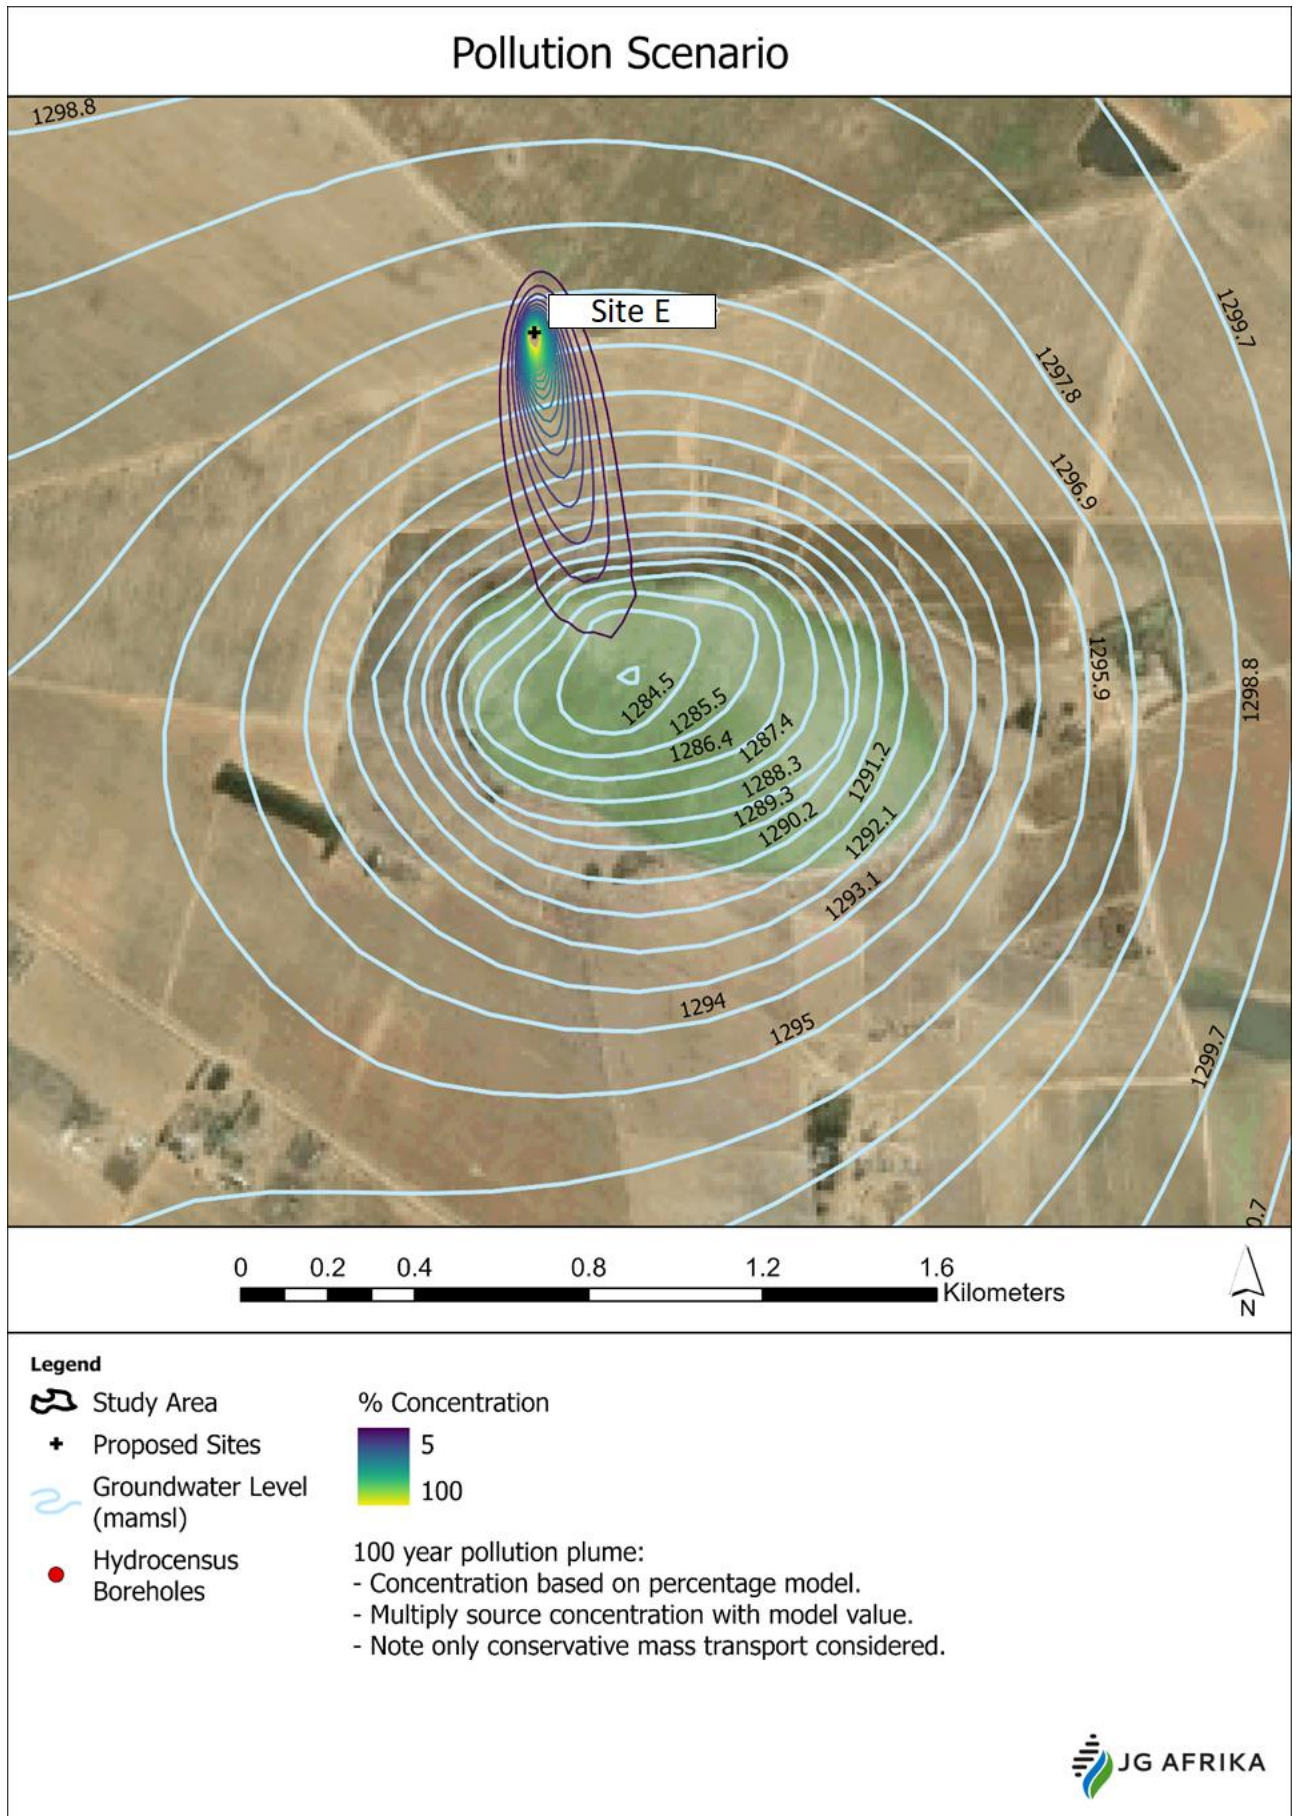 Pollution Scenario
1298.8
Site E
1299.7
1297.8
1296.9
1295.9
1298.8
1284.5
1285.5
1286.4
1287.4
1288.3
1289.3
1290.2
1291.2
1292.1
1293.1
1294
1295
1299.7
0.7
0 0.2 0.4 0.8 1.2 1.6
Kilometers
N
Legend
Study Area
Proposed Sites
Groundwater Level
(mamsl)
Hydrocensus
Boreholes
% Concentration
5
100
100 year pollution plume:
- Concentration based on percentage model.
- Multiply source concentration with model value.
- Note only conservative mass transport considered.
JG AFRIKA